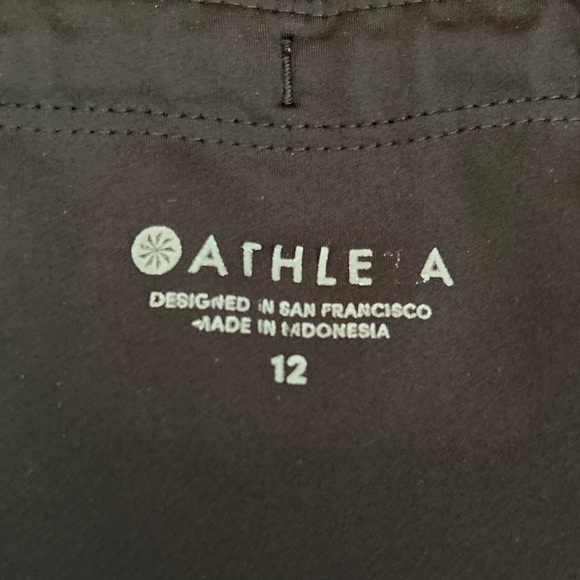 ATHLETA
DESIGNED IN SAN FRANCISCO
MADE IN INDONESIA
12